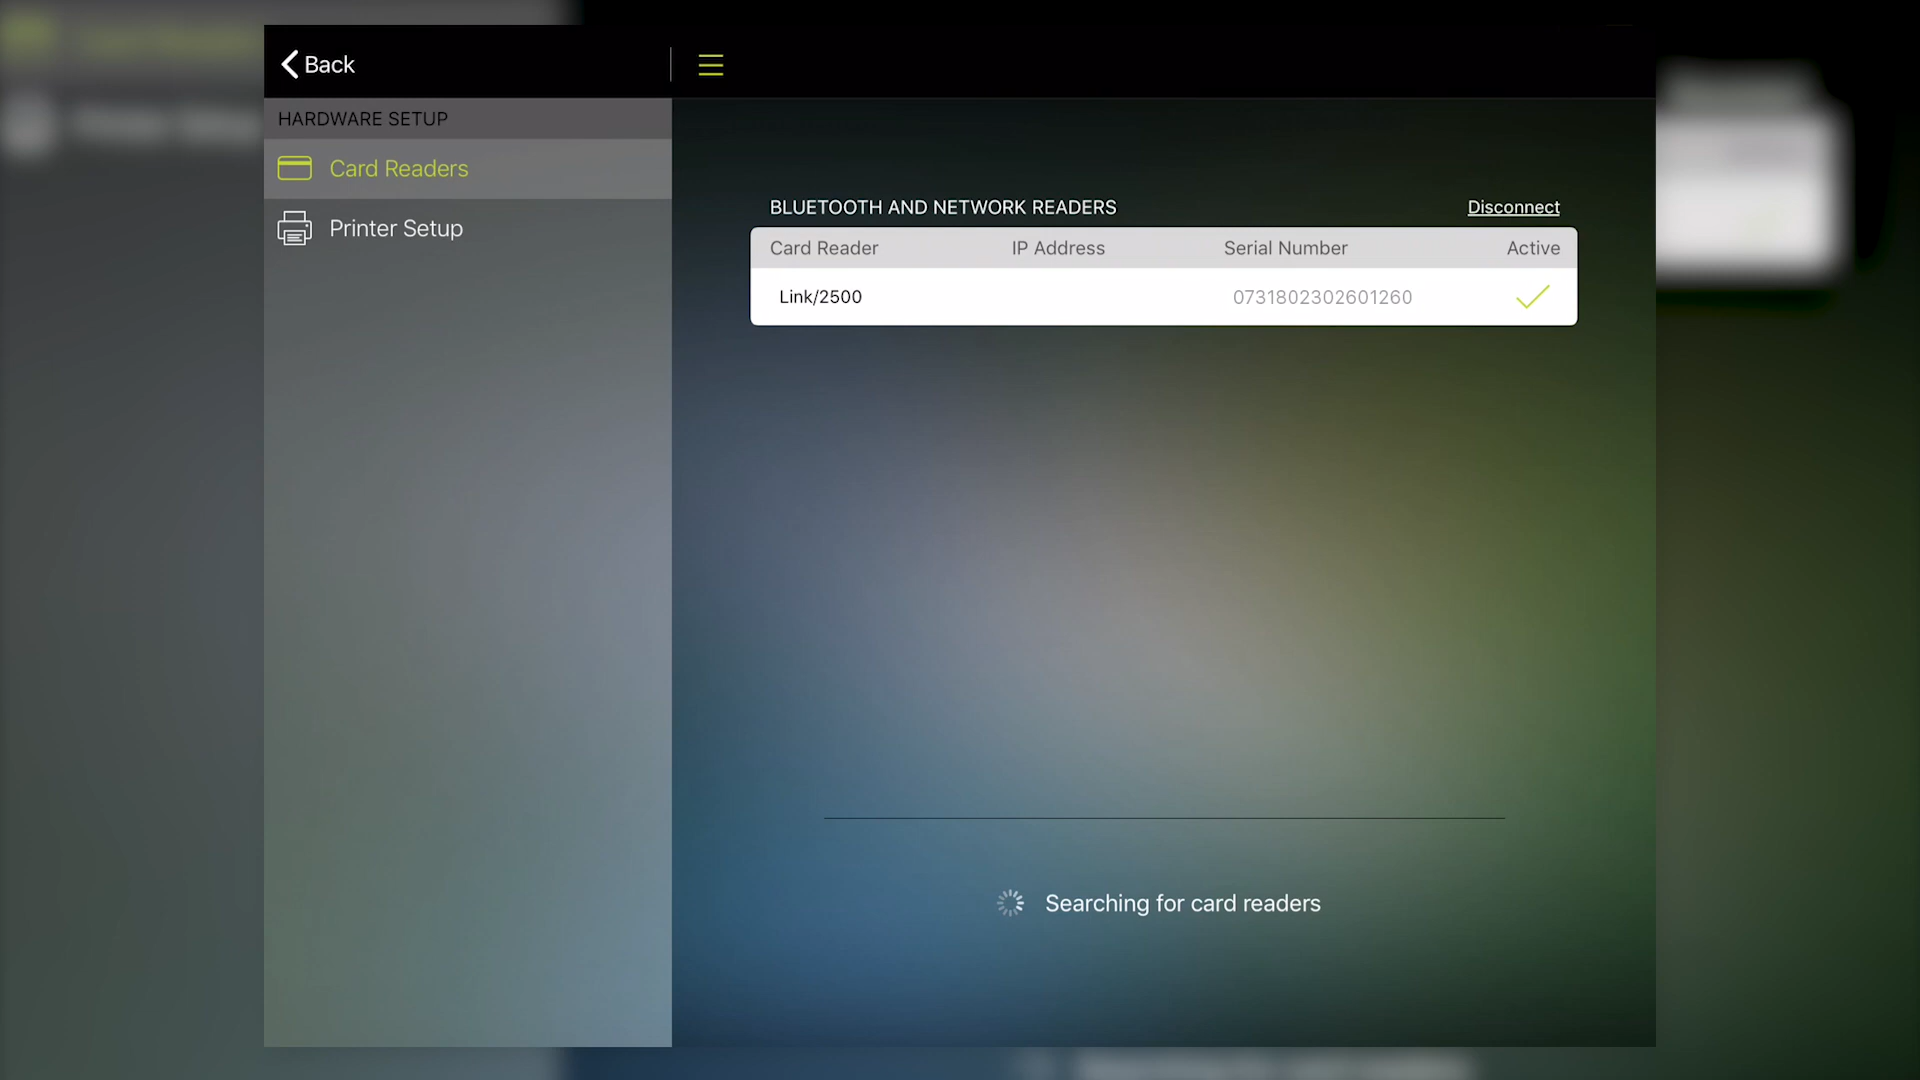 Back
HARDWARE SETUP
Card Readers
Printer Setup
BLUETOOTH AND NETWORK READERS Disconnect
Card Reader IP Address Serial Number Active
Link/2500 0731802302601260
Searching for card readers